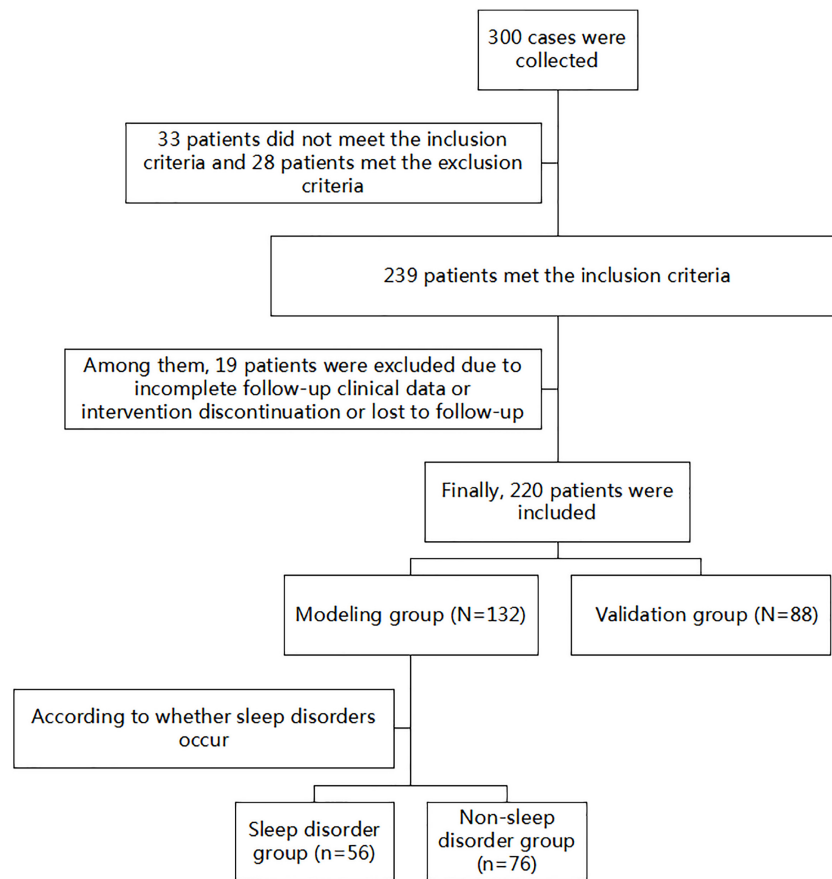 300 cases were
collected
33 patients did not meet the inclusion
criteria and 28 patients met the exclusion
criteria
239 patients met the inclusion criteria
Among them, 19 patients were excluded due to
incomplete follow-up clinical data or
intervention discontinuation or lost to follow-up
Finally, 220 patients were
included
Modeling group (N=132)
Validation group (N=88)
According to whether sleep disorders
occur
Sleep disorder
group (n=56)
Non-sleep
disorder group
(n=76)